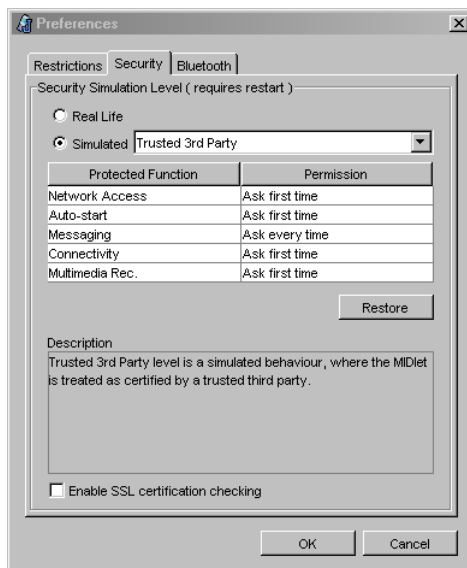 Preferences
Restrictions Security Bluetooth
Security Simulation Level ( requires restart )
Real Life
Simulated Trusted 3rd Party
Protected Function Permission
Network Access Ask first time
Auto-start Ask first time
Messaging Ask every time
Connectivity Ask first time
Multimedia Rec. Ask first time
Restore
Description
Trusted 3rd Party level is a simulated behaviour, where the MIDlet
is treated as certified by a trusted third party.
Enable SSL certification checking
OK Cancel